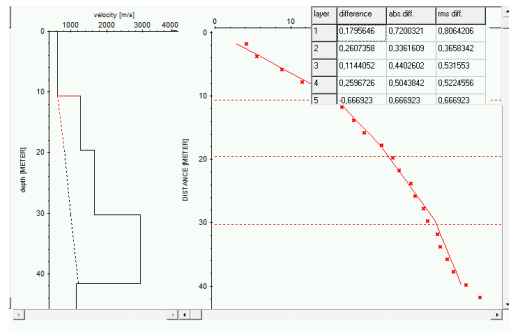 velocity [m/s]
1000 2000 3000 4000
0
10
20
30
40
depth [METER]
0 10
0
10
20
30
40
DISTANCE [METER]
layer difference abs.diff. rms diff.
1 0,1795646 0,7200321 0,8064206
2 0,2607358 0,3361609 0,3658342
3 0,1144052 0,4402602 0,531553
4 0,2596726 0,5043842 0,5224556
5 -0,666923 0,666923 0,666923